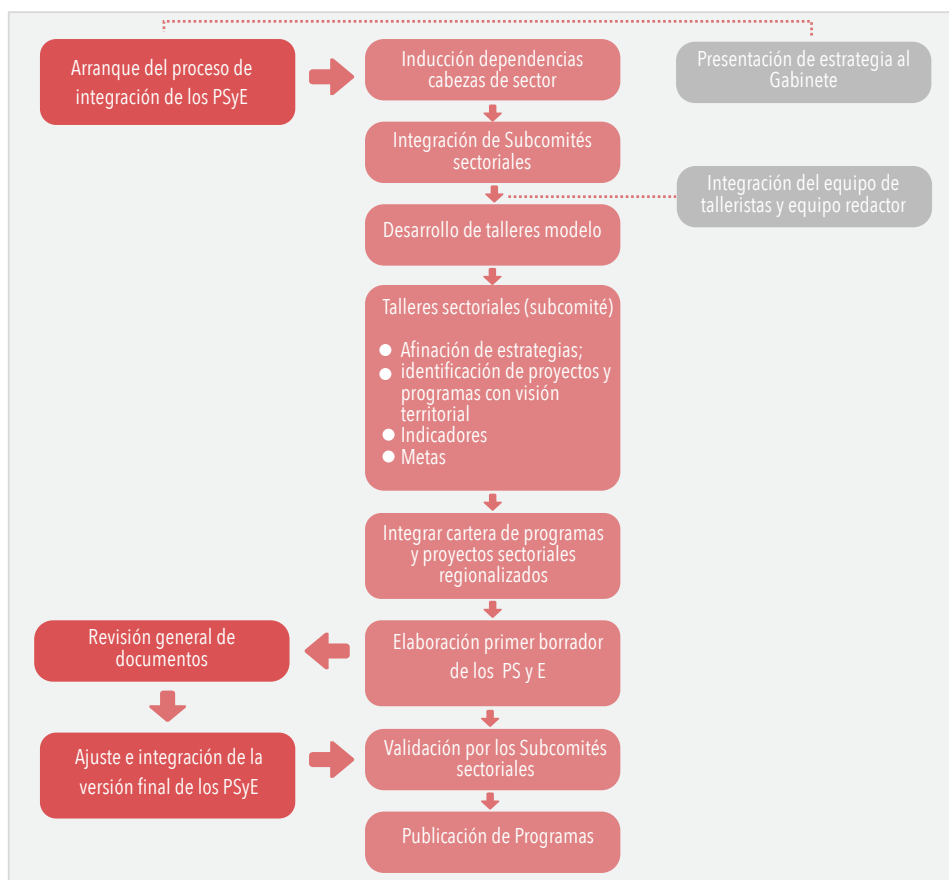 Arranque del proceso de
integración de los PSyE
Inducción dependencias
cabezas de sector
Presentación de estrategia al
Gabinete
Integración de Subcomités
sectoriales
Integración del equipo de
talleristas y equipo redactor
Desarrollo de talleres modelo
Talleres sectoriales (subcomité)
Afinación de estrategias;
identificación de proyectos y
programas con visión
territorial
Indicadores
Metas
Integrar cartera de programas
y proyectos sectoriales
regionalizados
Revisión general de
documentos
Elaboración primer borrador
de los PS y E
Ajuste e integración de la
versión final de los PSyE
Validación por los Subcomités
sectoriales
Publicación de Programas